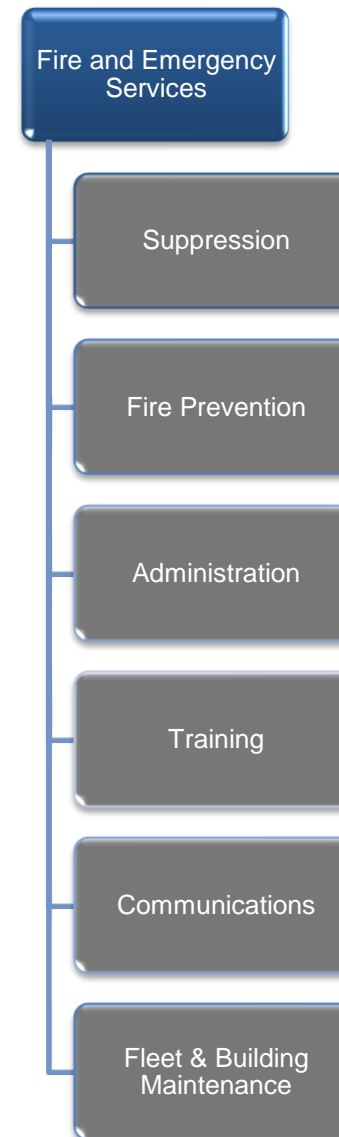 Fire and Emergency
Services
Suppression
Fire Prevention
Administration
Training
Communications
Fleet & Building
Maintenance